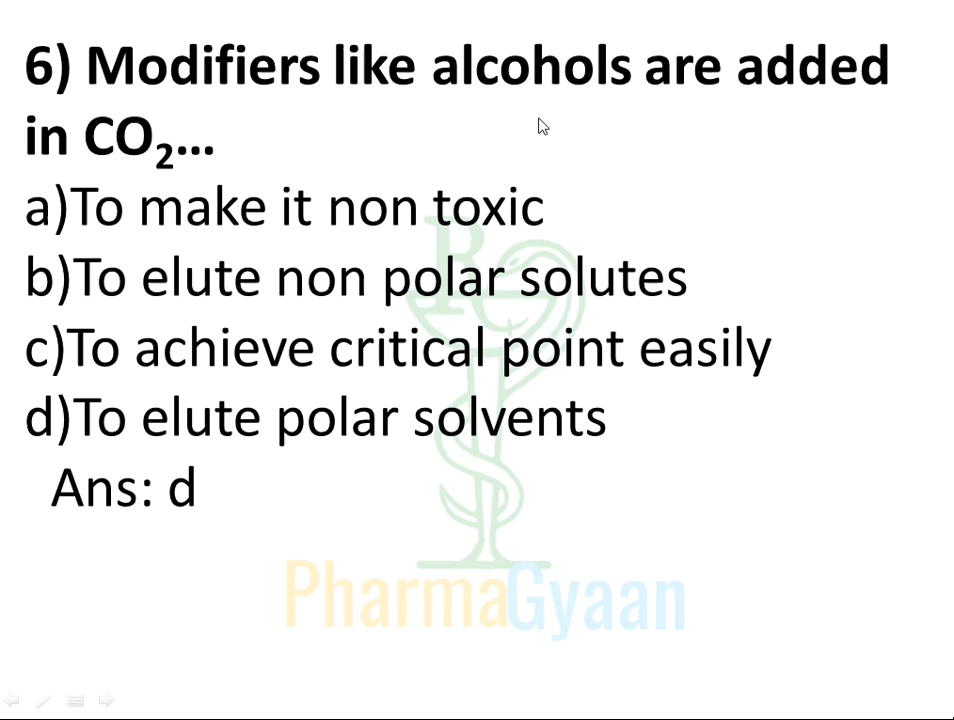 6) Modifiers like alcohols are added
in CO₂...
a)To make it non toxic
b)To elute non polar solutes
c)To achieve critical point easily
d)To elute polar solvents
Ans: d
PharmaGyaan